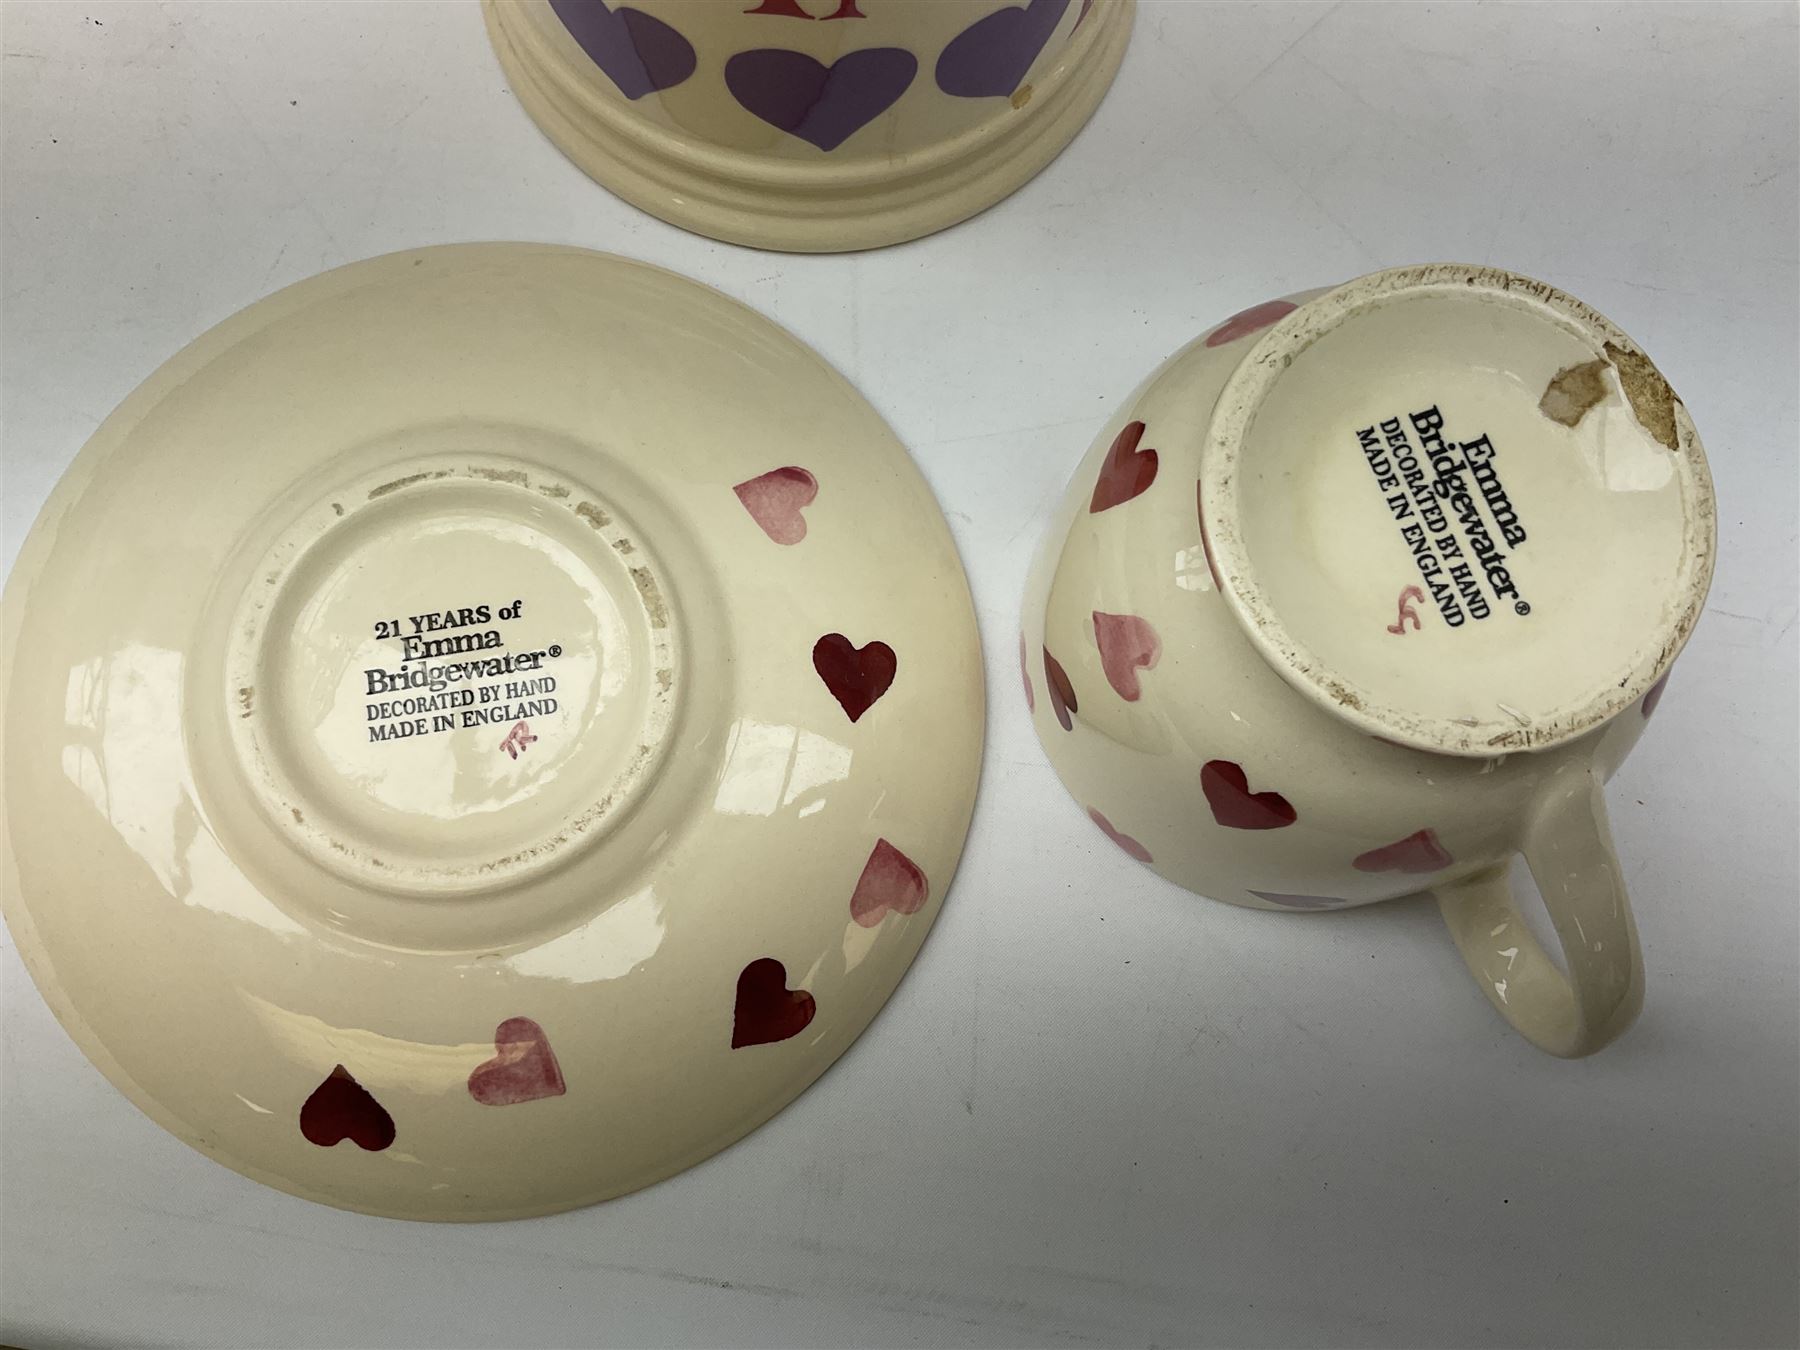 21 YEARS of
Emma
Bridgewater®
DECORATED BY HAND
MADE IN ENGLAND
TR
Emma
Bridgewater®
DECORATED BY HAND
MADE IN ENGLAND